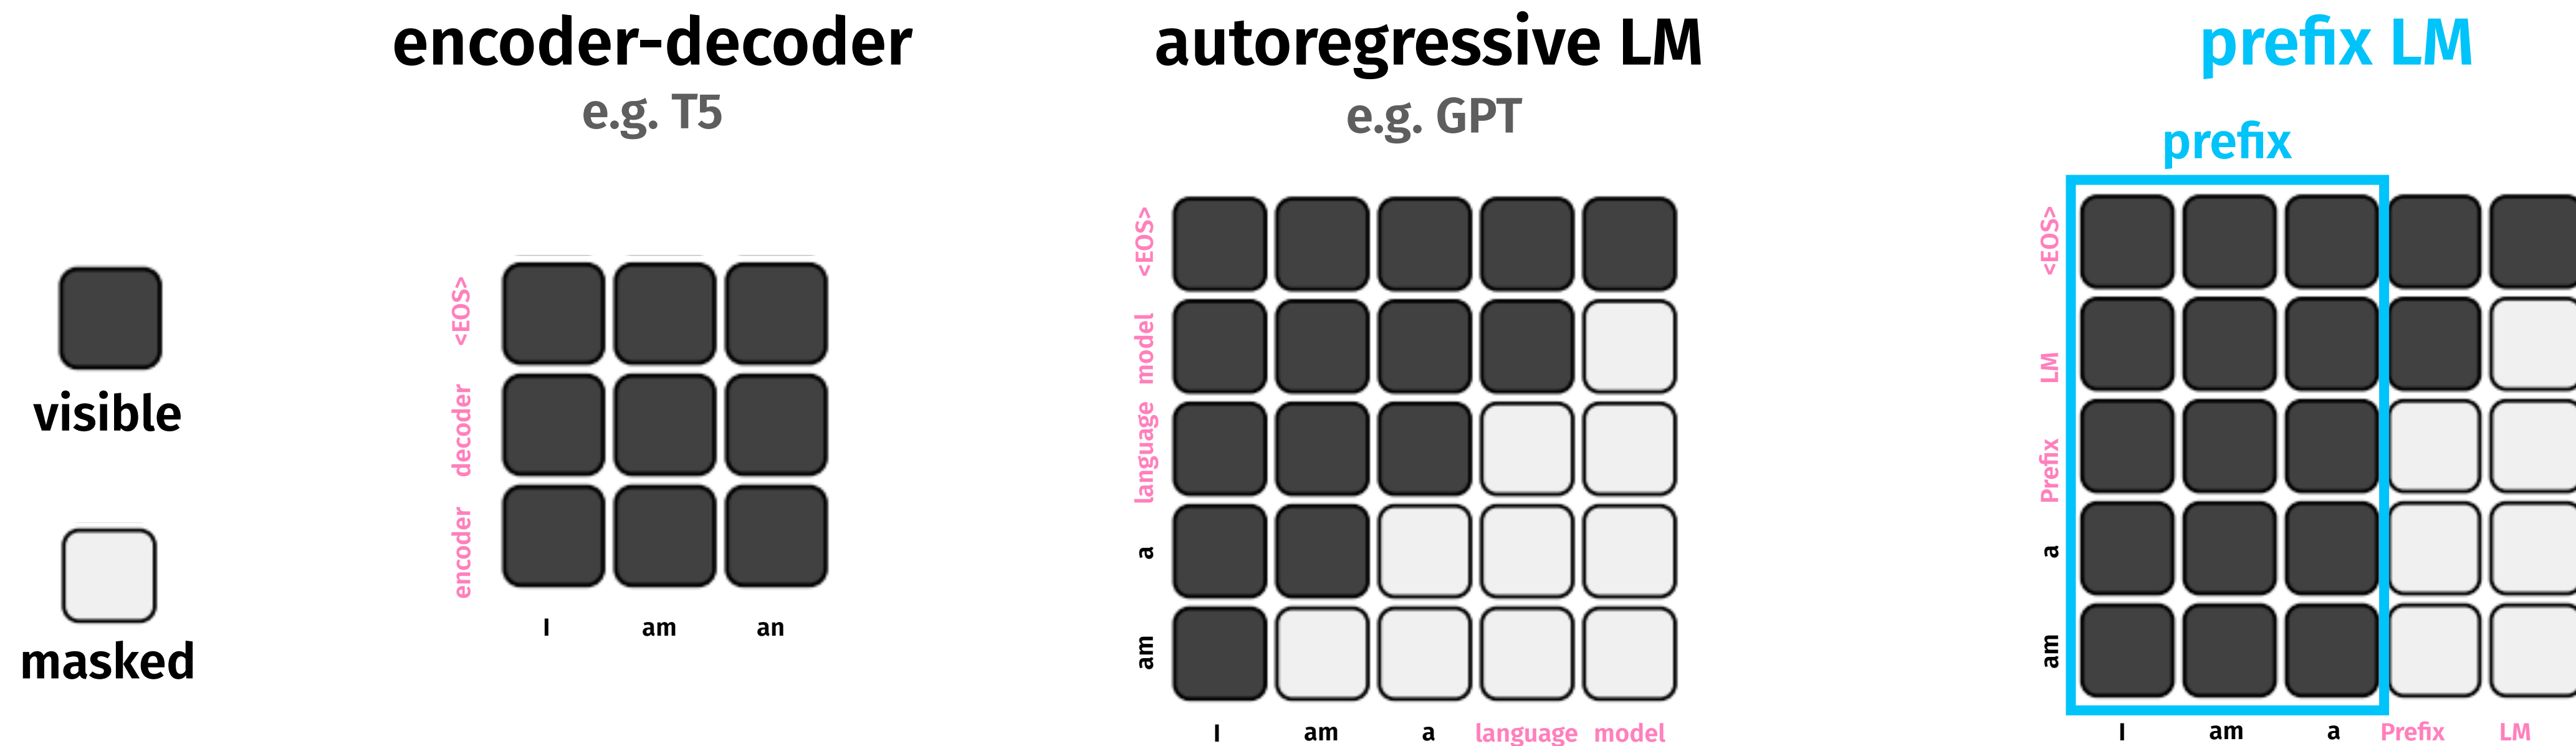 encoder-decoder
e.g. T5
visible
masked
<EOS>
decoder
encoder
I am an
autoregressive LM
e.g. GPT
<EOS>
model
language
a
am
I am a language model
prefix LM
prefix
<EOS>
LM
Prefix
a
am
I am a Prefix LM